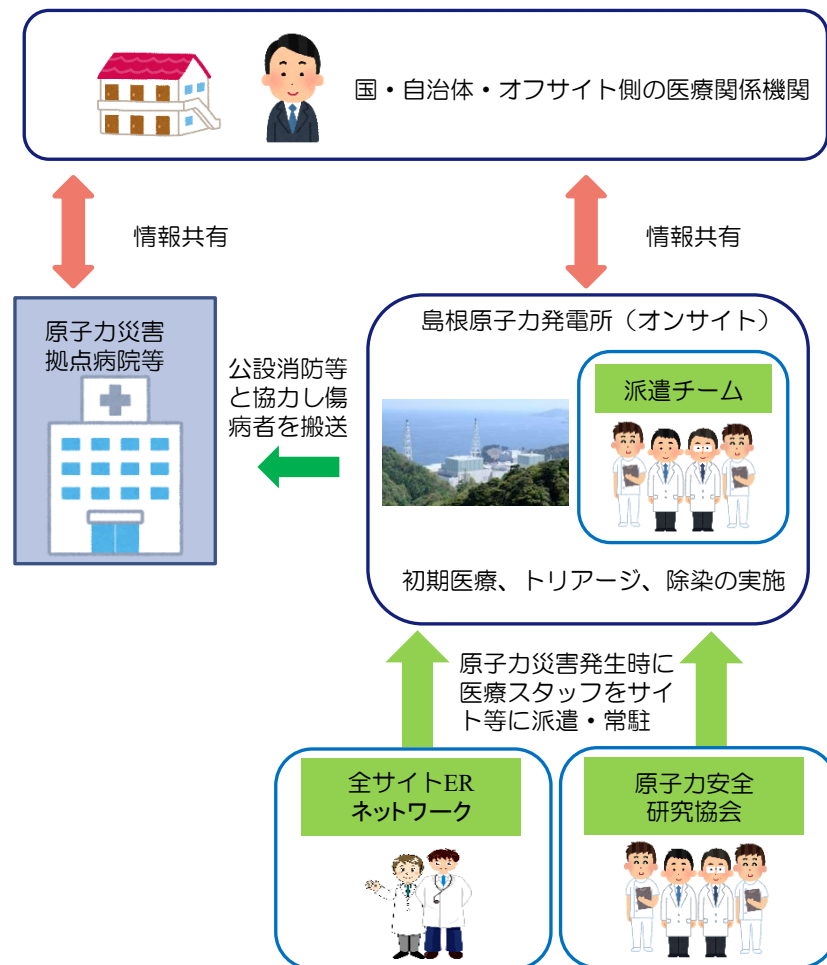 国・自治体・オフサイト側の医療関係機関
情報共有
情報共有
原子力災害
拠点病院等
公設消防等
と協力し傷
病者を搬送
島根原子力発電所（オンサイト）
派遣チーム
初期医療、トリアージ、除染の実施
原子力災害発生時に
医療スタッフをサイ
ト等に派遣・常駐
全サイトER
ネットワーク
原子力安全
研究協会